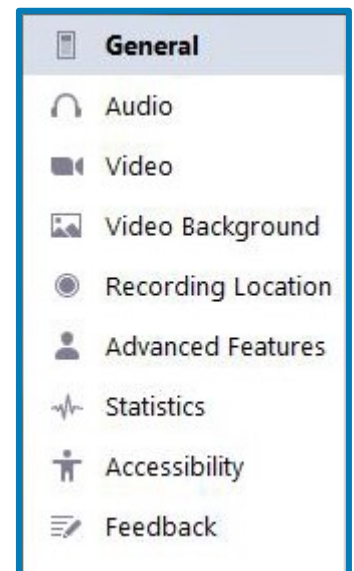 General
Audio
Video
Video Background
Recording Location
Advanced Features
Statistics
Accessibility
Feedback